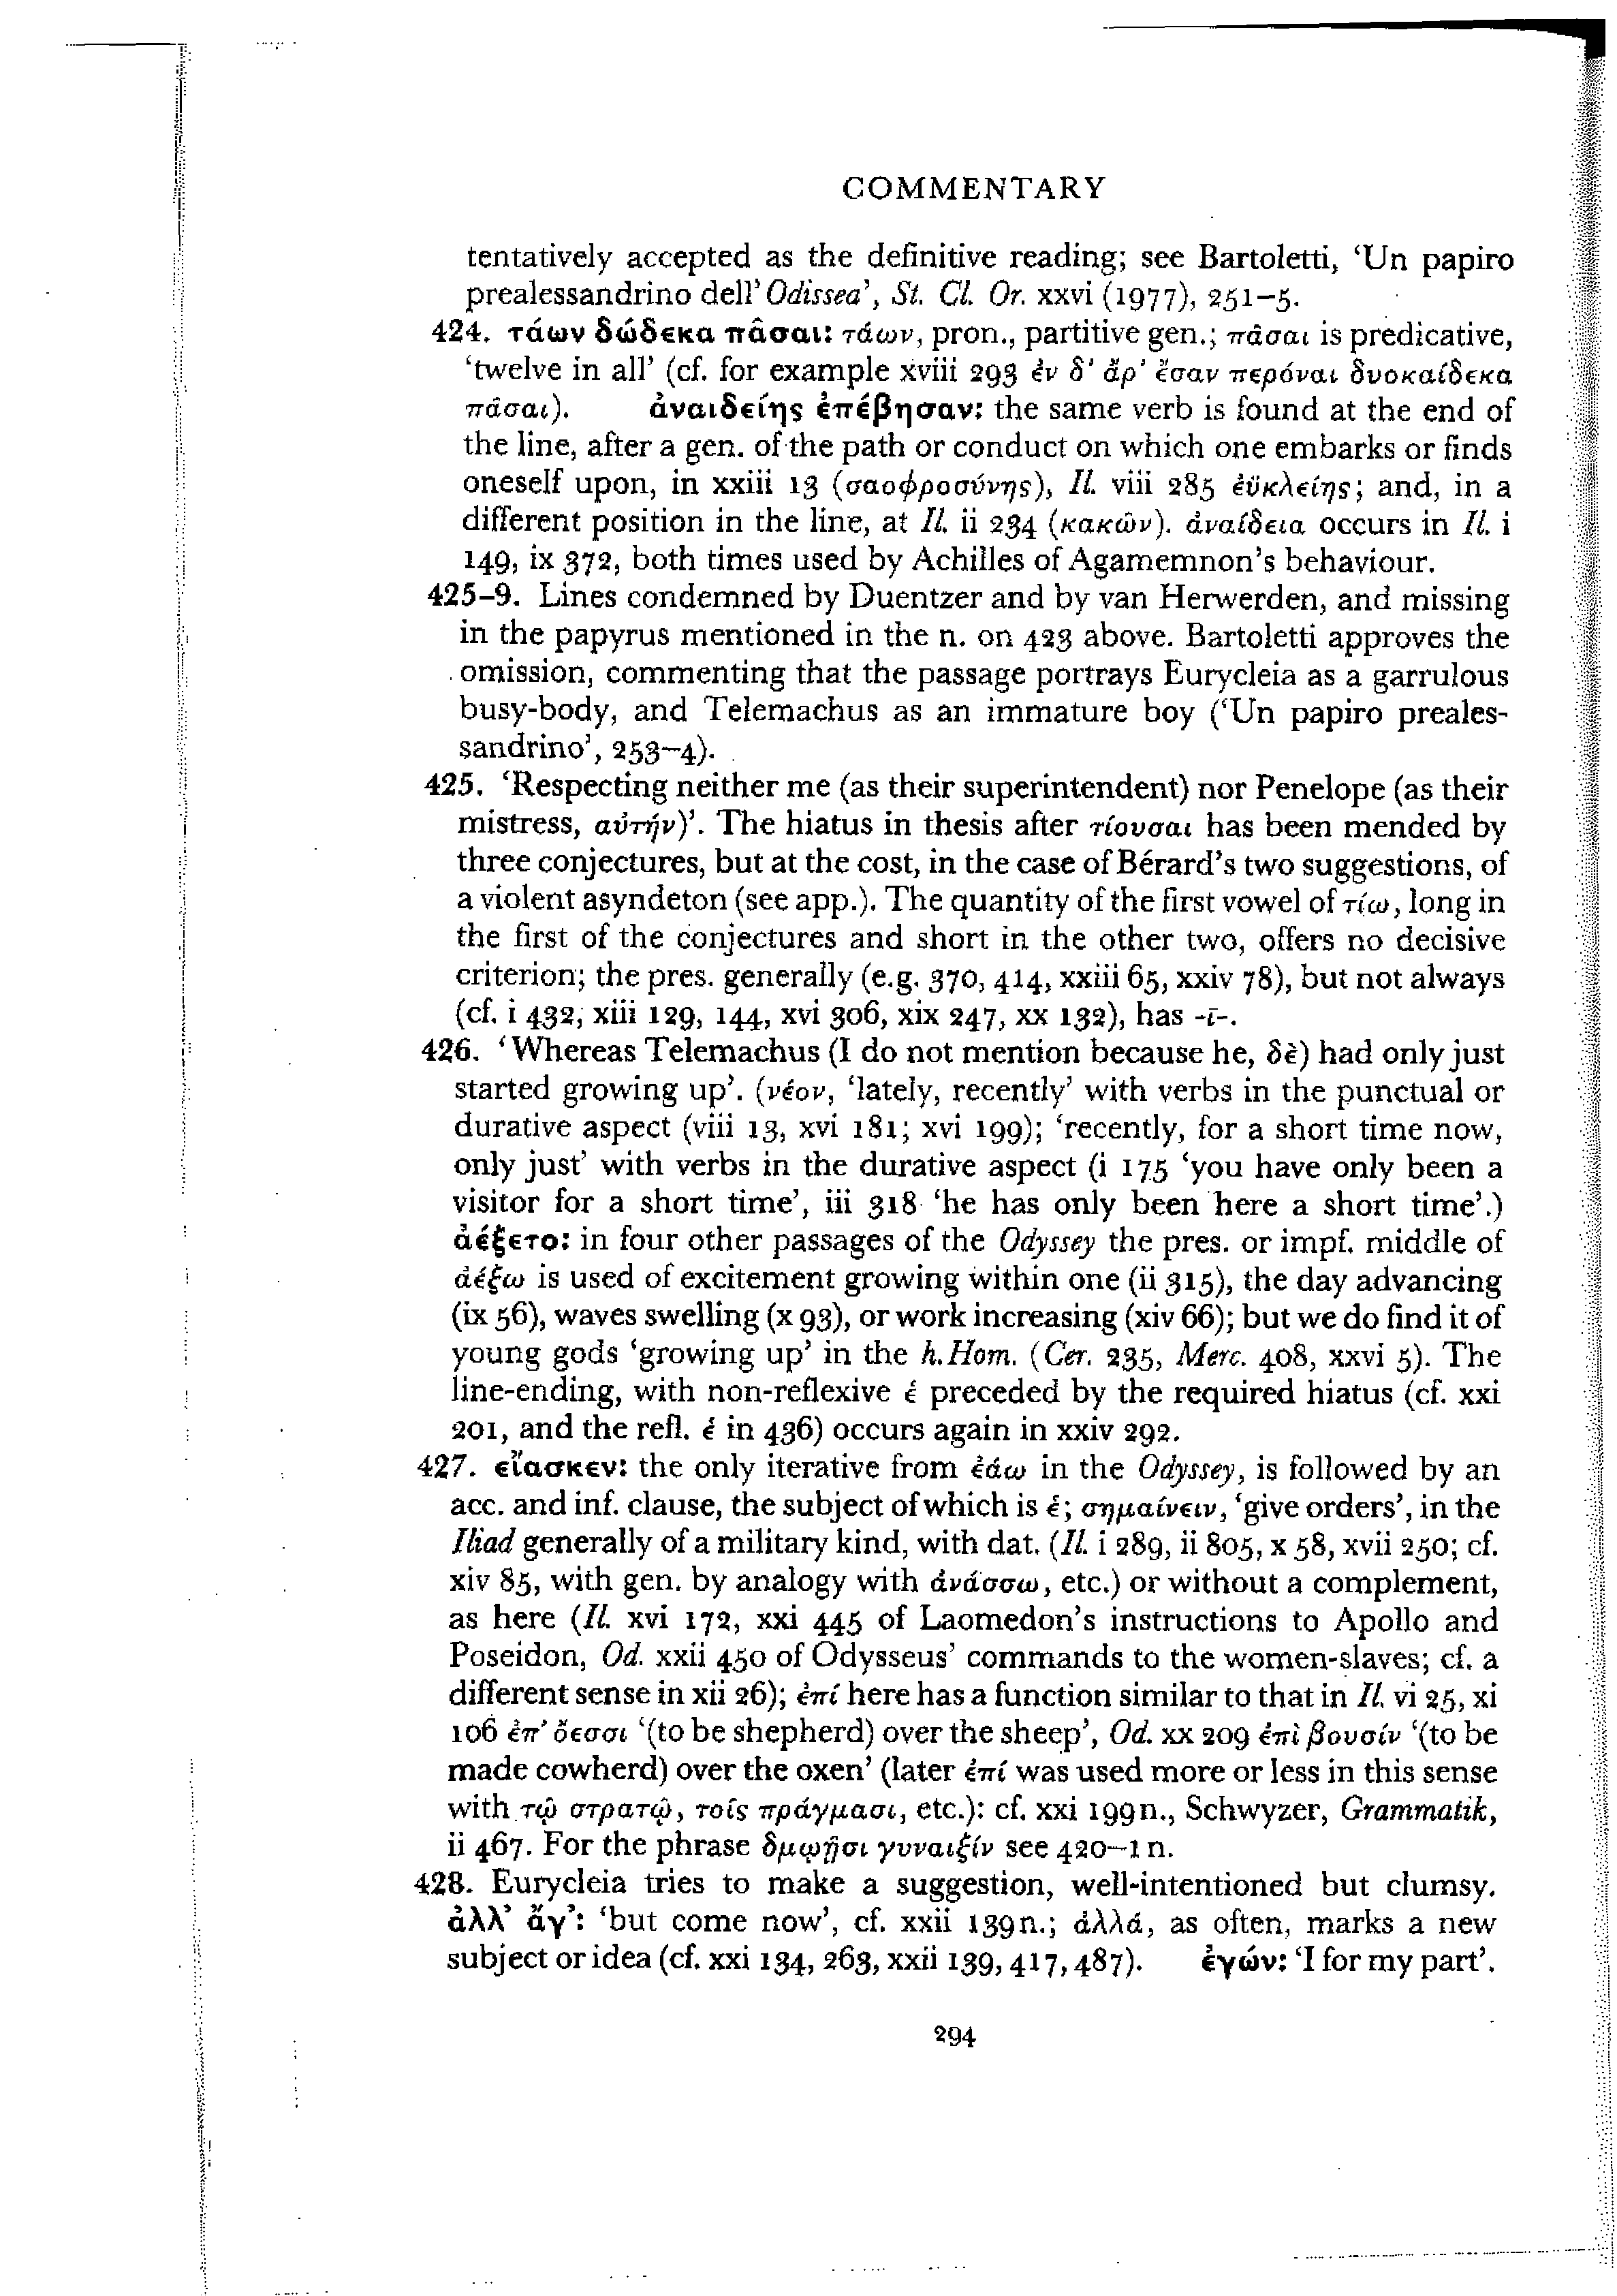 COMMENTARY
tentatively accepted as the definitive reading; see Bartoletti, ‘Un papiro
prealessandrino dell’ Odissea’, St. Cl. Or. xxvi (1977), 251–5.
424. τάων δώδεκα πᾶσαι: τάων, pron., partitive gen.; πᾶσαι is predicative,
‘twelve in all’ (cf. for example xviii 293 ἐν δ’ ἄρ’ ἔσαν περόναι δυοκαίδεκα
πᾶσαι). ἀναιδείης ἐπέβησαν: the same verb is found at the end of
the line, after a gen. of the path or conduct on which one embarks or finds
oneself upon, in xxiii 13 (σαοφροσύνης), Il. viii 285 ἐϋκλείης; and, in a
different position in the line, at Il. ii 234 (κακῶν). ἀναίδεια occurs in Il. i
149, ix 372, both times used by Achilles of Agamemnon’s behaviour.
425–9. Lines condemned by Duentzer and by van Herwerden, and missing
in the papyrus mentioned in the n. on 423 above. Bartoletti approves the
omission, commenting that the passage portrays Eurycleia as a garrulous
busy-body, and Telemachus as an immature boy (‘Un papiro preales-
sandrino’, 253–4).
425. ‘Respecting neither me (as their superintendent) nor Penelope (as their
mistress, αὐτήν)’. The hiatus in thesis after τίουσαι has been mended by
three conjectures, but at the cost, in the case of Bérard’s two suggestions, of
a violent asyndeton (see app.). The quantity of the first vowel of τίω, long in
the first of the conjectures and short in the other two, offers no decisive
criterion; the pres. generally (e.g. 370, 414, xxiii 65, xxiv 78), but not always
(cf. i 432, xiii 129, 144, xvi 306, xix 247, xx 132), has -ῑ-.
426. ‘Whereas Telemachus (I do not mention because he, δὲ) had only just
started growing up’. (νέον, ‘lately, recently’ with verbs in the punctual or
durative aspect (viii 13, xvi 181; xvi 199); ‘recently, for a short time now,
only just’ with verbs in the durative aspect (i 175 ‘you have only been a
visitor for a short time’, iii 318 ‘he has only been here a short time’.)
ἀέξετο: in four other passages of the Odyssey the pres. or impf. middle of
ἀέξω is used of excitement growing within one (ii 315), the day advancing
(ix 56), waves swelling (x 93), or work increasing (xiv 66); but we do find it of
young gods ‘growing up’ in the h.Hom. (Cer. 235, Merc. 408, xxvi 5). The
line-ending, with non-reflexive ἑ preceded by the required hiatus (cf. xxi
201, and the refl. ἑ in 436) occurs again in xxiv 292.
427. εἴασκεν: the only iterative from ἐάω in the Odyssey, is followed by an
acc. and inf. clause, the subject of which is ἑ; σημαίνειν, ‘give orders’, in the
Iliad generally of a military kind, with dat. (Il. i 289, ii 805, x 58, xvii 250; cf.
xiv 85, with gen. by analogy with ἀνάσσω, etc.) or without a complement,
as here (Il. xvi 172, xxi 445 of Laomedon’s instructions to Apollo and
Poseidon, Od. xxii 450 of Odysseus’ commands to the women-slaves; cf. a
different sense in xii 26); ἐπί here has a function similar to that in Il. vi 25, xi
106 ἐπ’ ὄεσσι ‘(to be shepherd) over the sheep’, Od. xx 209 ἐπὶ βουσίν ‘(to be
made cowherd) over the oxen’ (later ἐπί was used more or less in this sense
with τῷ στρατῷ, τοῖς πράγμασι, etc.): cf. xxi 199n., Schwyzer, Grammatik,
ii 467. For the phrase δμῳῇσι γυναιξίν see 420–1 n.
428. Eurycleia tries to make a suggestion, well-intentioned but clumsy.
ἀλλ’ ἄγ’: ‘but come now’, cf. xxii 139n.; ἀλλά, as often, marks a new
subject or idea (cf. xxi 134, 263, xxii 139, 417, 487). ἐγών: ‘I for my part’.
294